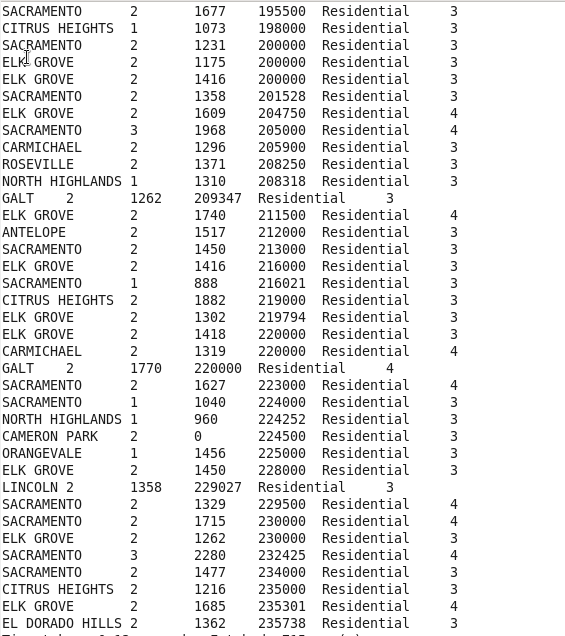 SACRAMENTO 2 1677 195500 Residential 3
CITRUS HEIGHTS 1 1073 198000 Residential 3
SACRAMENTO 2 1231 200000 Residential 3
ELK GROVE 2 1175 200000 Residential 3
ELK GROVE 2 1416 200000 Residential 3
SACRAMENTO 2 1358 201528 Residential 3
ELK GROVE 2 1609 204750 Residential 4
SACRAMENTO 3 1968 205000 Residential 4
CARMICHAEL 2 1296 205900 Residential 3
ROSEVILLE 2 1371 208250 Residential 3
NORTH HIGHLANDS 1 1310 208318 Residential 3
GALT 2 1262 209347 Residential 3
ELK GROVE 2 1740 211500 Residential 4
ANTELOPE 2 1517 212000 Residential 3
SACRAMENTO 2 1450 213000 Residential 3
ELK GROVE 2 1416 216000 Residential 3
SACRAMENTO 1 888 216021 Residential 3
CITRUS HEIGHTS 2 1882 219000 Residential 3
ELK GROVE 2 1302 219794 Residential 3
ELK GROVE 2 1418 220000 Residential 3
CARMICHAEL 2 1319 220000 Residential 4
GALT 2 1770 220000 Residential 4
SACRAMENTO 2 1627 223000 Residential 4
SACRAMENTO 1 1040 224000 Residential 3
NORTH HIGHLANDS 1 960 224252 Residential 3
CAMERON PARK 2 0 224500 Residential 3
ORANGEVALE 1 1456 225000 Residential 3
ELK GROVE 2 1450 228000 Residential 3
LINCOLN 2 1358 229027 Residential 3
SACRAMENTO 2 1329 229500 Residential 4
SACRAMENTO 2 1715 230000 Residential 4
ELK GROVE 2 1262 230000 Residential 3
SACRAMENTO 3 2280 232425 Residential 4
SACRAMENTO 2 1477 234000 Residential 3
CITRUS HEIGHTS 2 1216 235000 Residential 3
ELK GROVE 2 1685 235301 Residential 4
EL DORADO HILLS 2 1362 235738 Residential 3